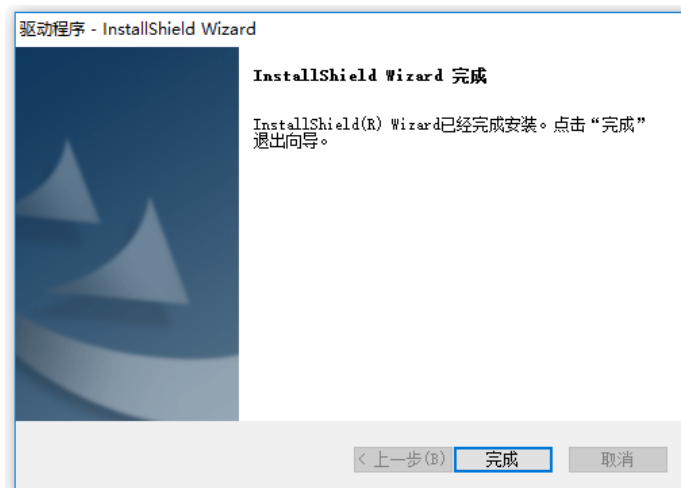 驱动程序 - InstallShield Wizard
InstallShield Wizard 完成
InstallShield(R) Wizard已经完成安装。点击“完成”
退出向导。
< 上一步(B)
完成
取消